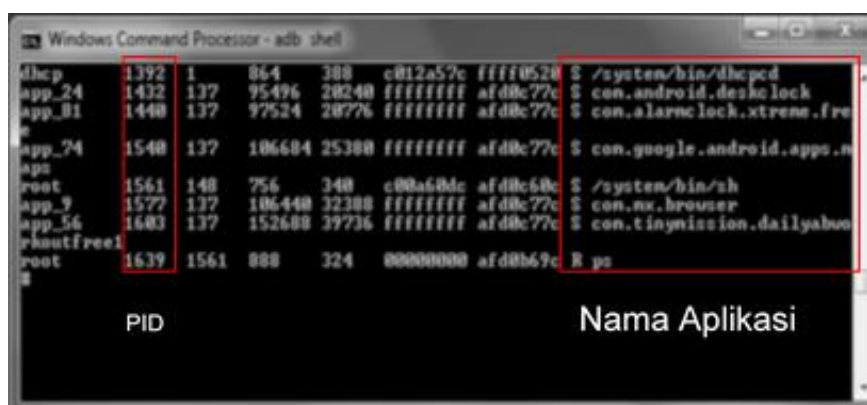 Windows Command Processor - adb shell
dhcp 1392 1 864 388 c012a57c ffff0520 S /system/bin/dhcpcd
app_24 1432 137 95496 20240 ffffffff afd0c77c S com.android.deskclock
app_81 1440 137 97524 20776 ffffffff afd0c77c S com.alarmclock.xtreme.fre
e
app_74 1540 137 106684 25380 ffffffff afd0c77c S com.google.android.apps.m
aps
root 1561 148 756 340 c00a60dc afd0c60c S /system/bin/sh
app_9 1577 137 106440 32388 ffffffff afd0c77c S com.mx.browser
app_56 1603 137 152688 39736 ffffffff afd0c77c S com.tinymission.dailyabwo
rkoutfree1
root 1639 1561 888 324 00000000 afd0b69c R ps
#
PID
Nama Aplikasi